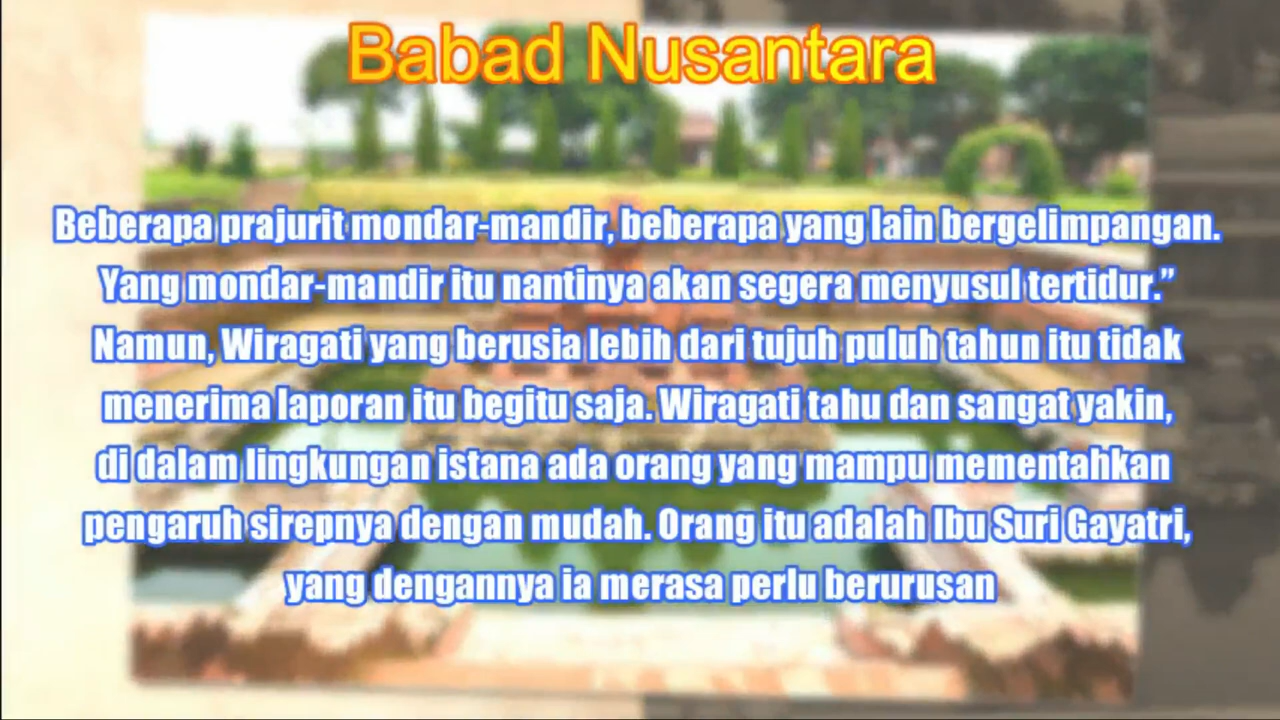 Babad Nusantara
Beberapa prajurit mondar-mandir, beberapa yang lain bergelimpangan.
Yang mondar-mandir itu nantinya akan segera menyusul tertidur.”
Namun, Wiragati yang berusia lebih dari tujuh puluh tahun itu tidak
menerima laporan itu begitu saja. Wiragati tahu dan sangat yakin,
di dalam lingkungan istana ada orang yang mampu mementahkan
pengaruh sirepnya dengan mudah. Orang itu adalah Ibu Suri Gayatri,
yang dengannya ia merasa perlu berurusan